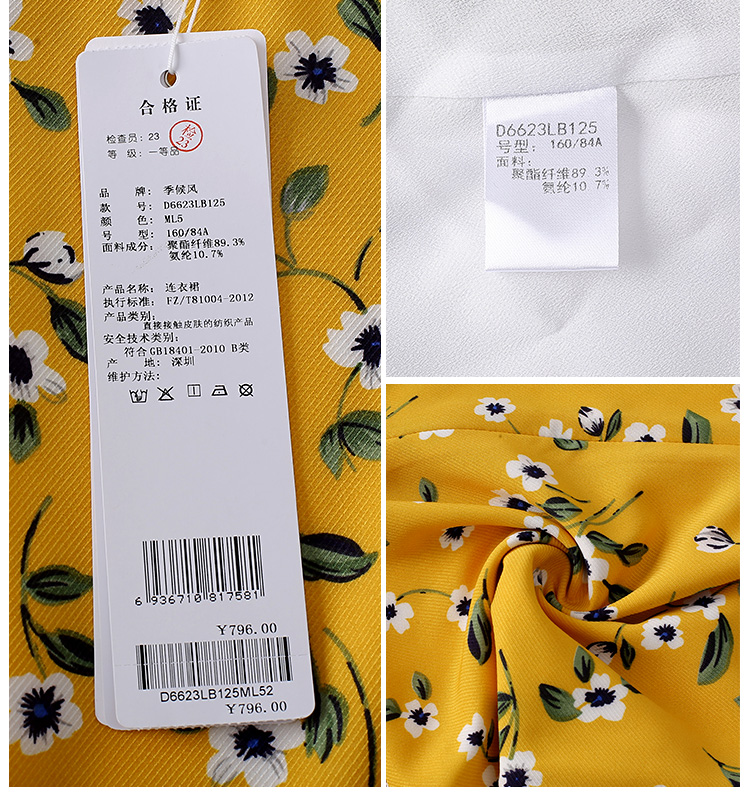 合格证
检查员: 23
检23
等 级: 一等品
品 牌: 季候风
款 号: D6623LB125
颜 色: ML5
号 型: 160/84A
面料成分: 聚酯纤维89.3%
氨纶10.7%
产品名称: 连衣裙
执行标准: FZ/T81004-2012
产品类别:
直接接触皮肤的纺织产品
安全技术类别:
符合GB18401-2010 B类
产 地: 深圳
维护方法:
6 936710 817581
¥796.00
D6623LB125ML52
¥796.00
D6623LB125
号型: 160/84A
面料:
聚酯纤维89.3%
氨纶10.7%